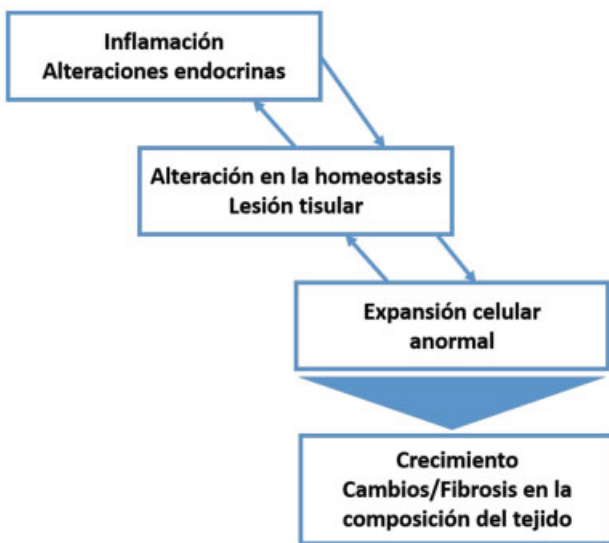 Inflamación
Alteraciones endocrinas
Alteración en la homeostasis
Lesión tisular
Expansión celular
anormal
Crecimiento
Cambios/Fibrosis en la
composición del tejido